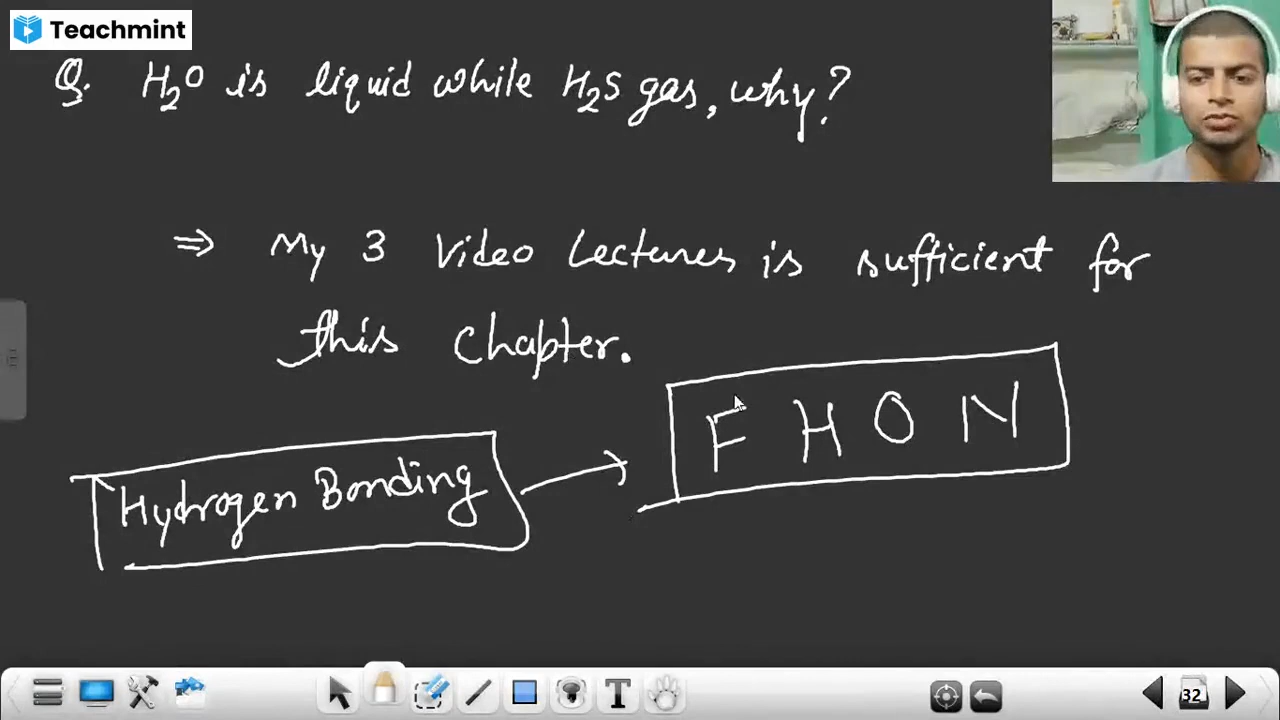 Teachmint
Q. H2O is liquid while H2S gas, why?
⇒ My 3 Video Lectures is sufficient for
this chapter.
F H O N
Hydrogen Bonding →
32